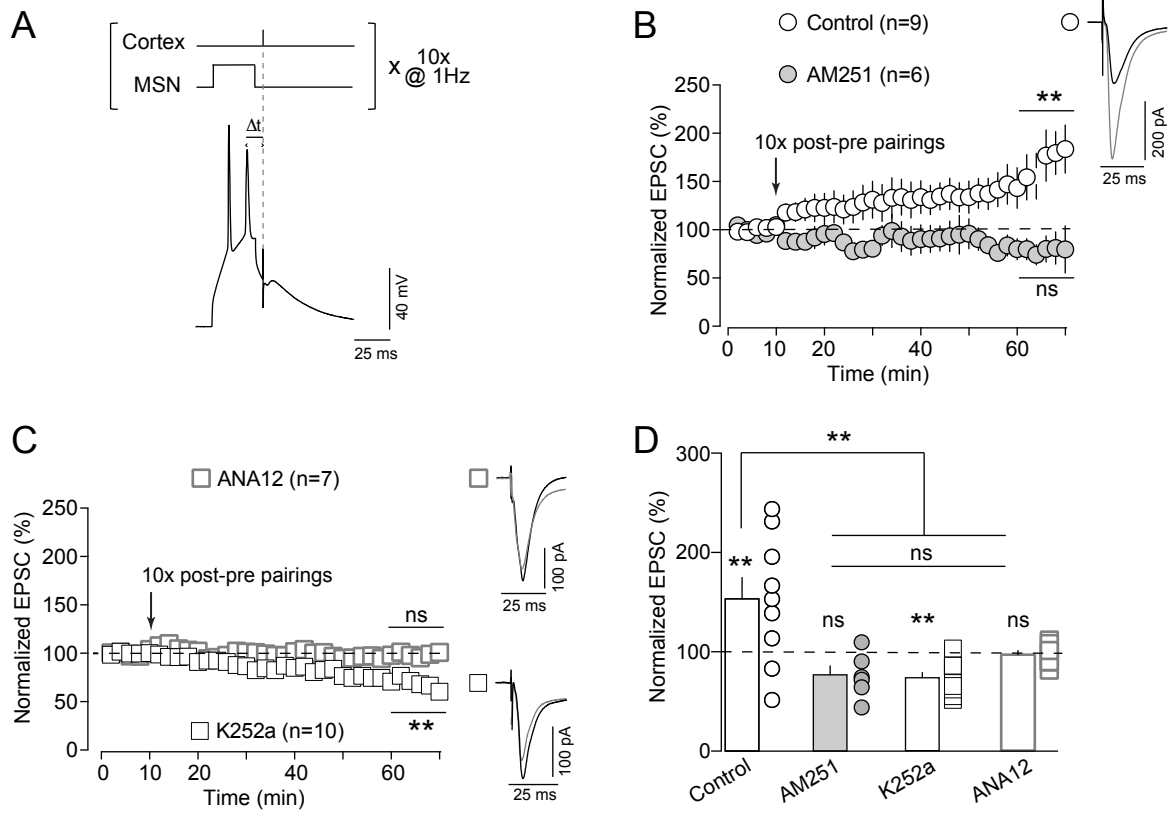 A
Cortex
MSN
x 10x
@ 1Hz
Δt
40 mV
25 ms
B
Control (n=9)
AM251 (n=6)
Normalized EPSC (%)
250
200
150
100
50
0
10x post-pre pairings
**
ns
0
10
20
40
60
Time (min)
200 pA
25 ms
C
ANA12 (n=7)
Normalized EPSC (%)
250
200
150
100
50
0
10x post-pre pairings
ns
**
K252a (n=10)
0
10
20
40
60
Time (min)
100 pA
25 ms
100 pA
25 ms
D
Normalized EPSC (%)
300
200
100
0
**
ns
**
ns
**
ns
Control
AM251
K252a
ANA12